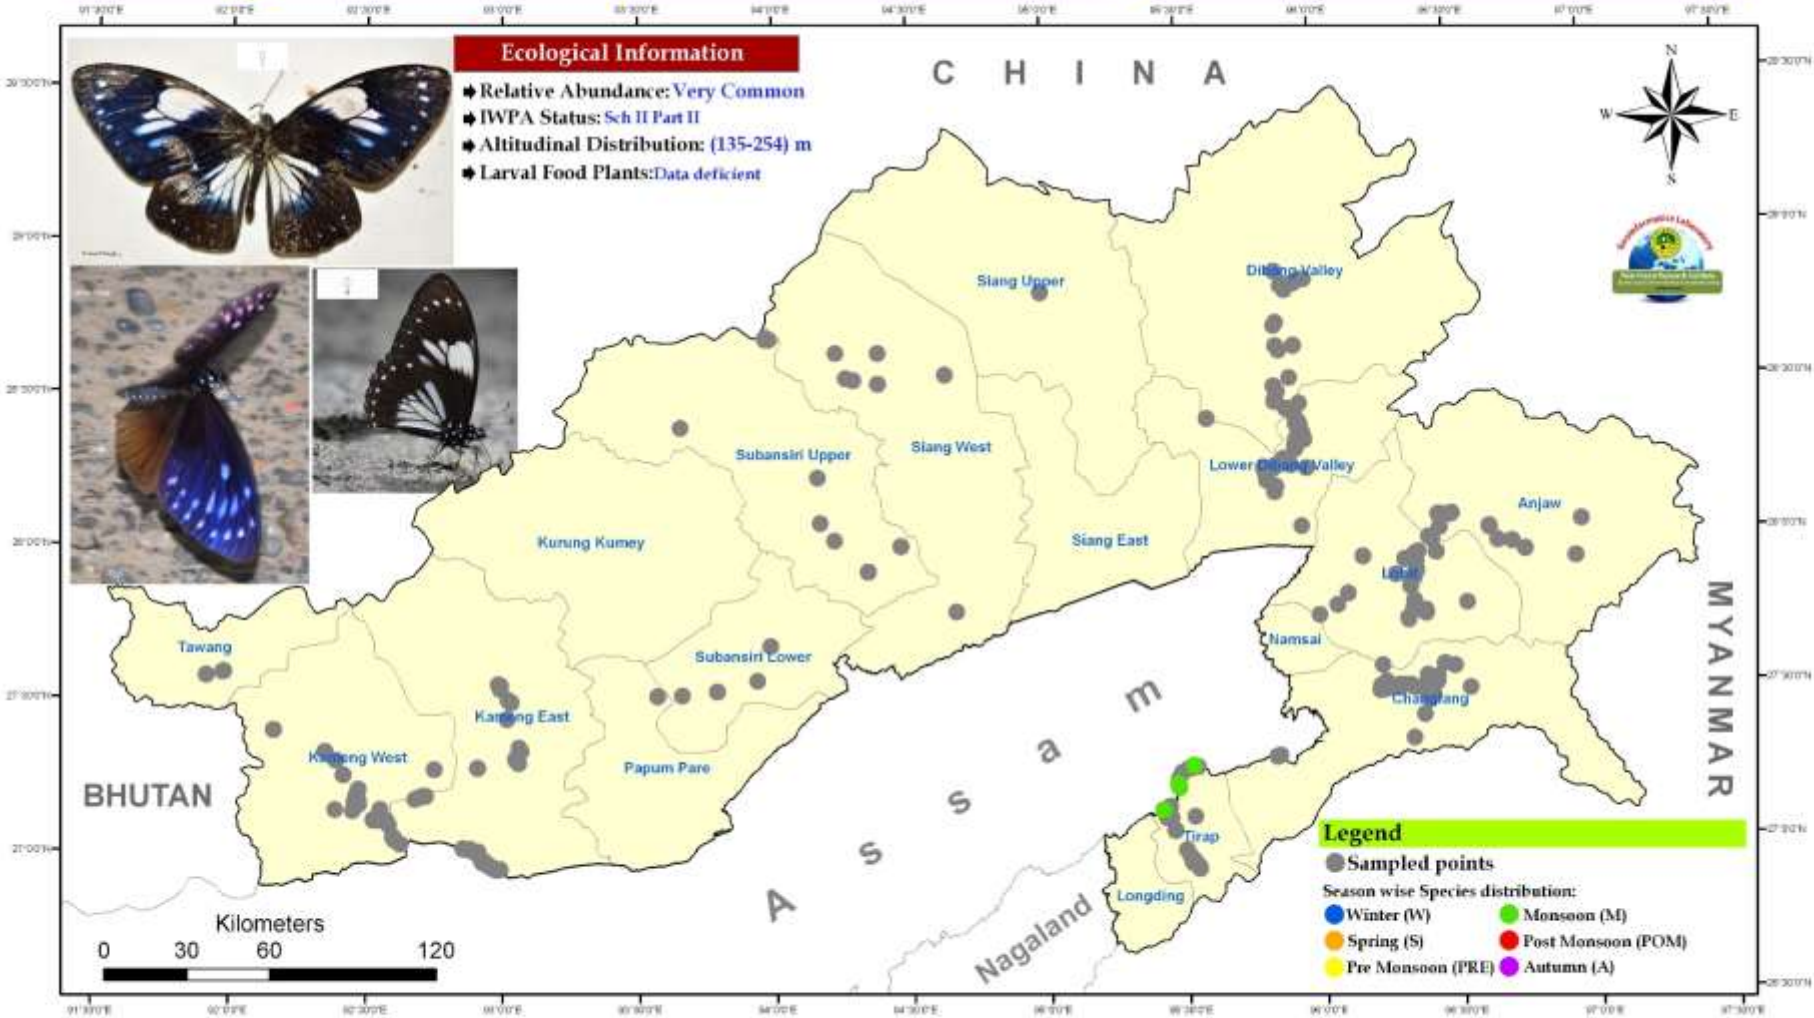 Ecological Information
Relative Abundance: Very Common
IWPA Status: Sch II Part II
Altitudinal Distribution: (135-254) m
Larval Food Plants:Data deficient
C H I N A
N
W E
S
Dibang Valley
Siang Upper
Subansiri Upper
Siang West
Lower Dibang Valley
Anjaw
Kurung Kumey
Siang East
Lohit
Namsai
Tawang
Subansiri Lower
Changlang
Kameng East
Kameng West
Papum Pare
BHUTAN
A s s a m
MYANMAR
Tirap
Longding
Nagaland
Kilometers
0 30 60 120
Legend
Sampled points
Season wise Species distribution:
Winter (W)
Monsoon (M)
Spring (S)
Post Monsoon (POM)
Pre Monsoon (PRE)
Autumn (A)